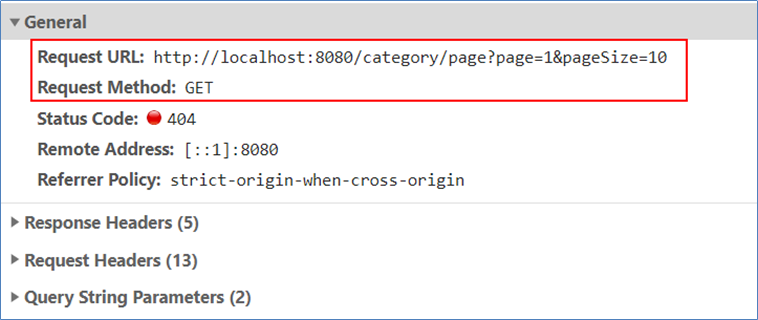 General
Request URL: http://localhost:8080/category/page?page=1&pageSize=10
Request Method: GET
Status Code: 404
Remote Address: [::1]:8080
Referrer Policy: strict-origin-when-cross-origin
Response Headers (5)
Request Headers (13)
Query String Parameters (2)